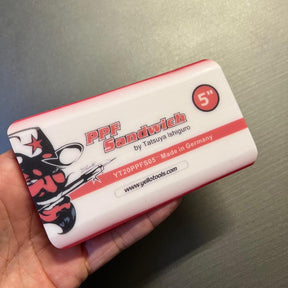 PPF
Sandwich
by Tatsuya Ishiguro
5"
YT20PPFS05 Made in Germany
www.yellotools.com